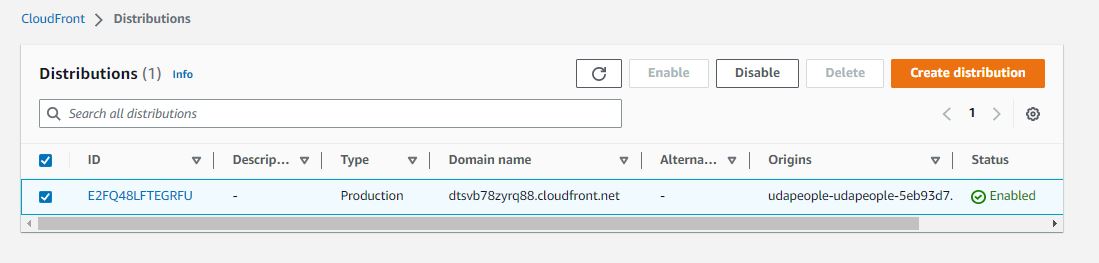 CloudFront > Distributions
Distributions (1) Info Enable Disable Delete Create distribution
Search all distributions 1
ID Descrip... Type Domain name Alterna... Origins Status
E2FQ48LFTEGRFU - Production dtsvb78zyrq88.cloudfront.net - udapeople-udapeople-5eb93d7. Enabled